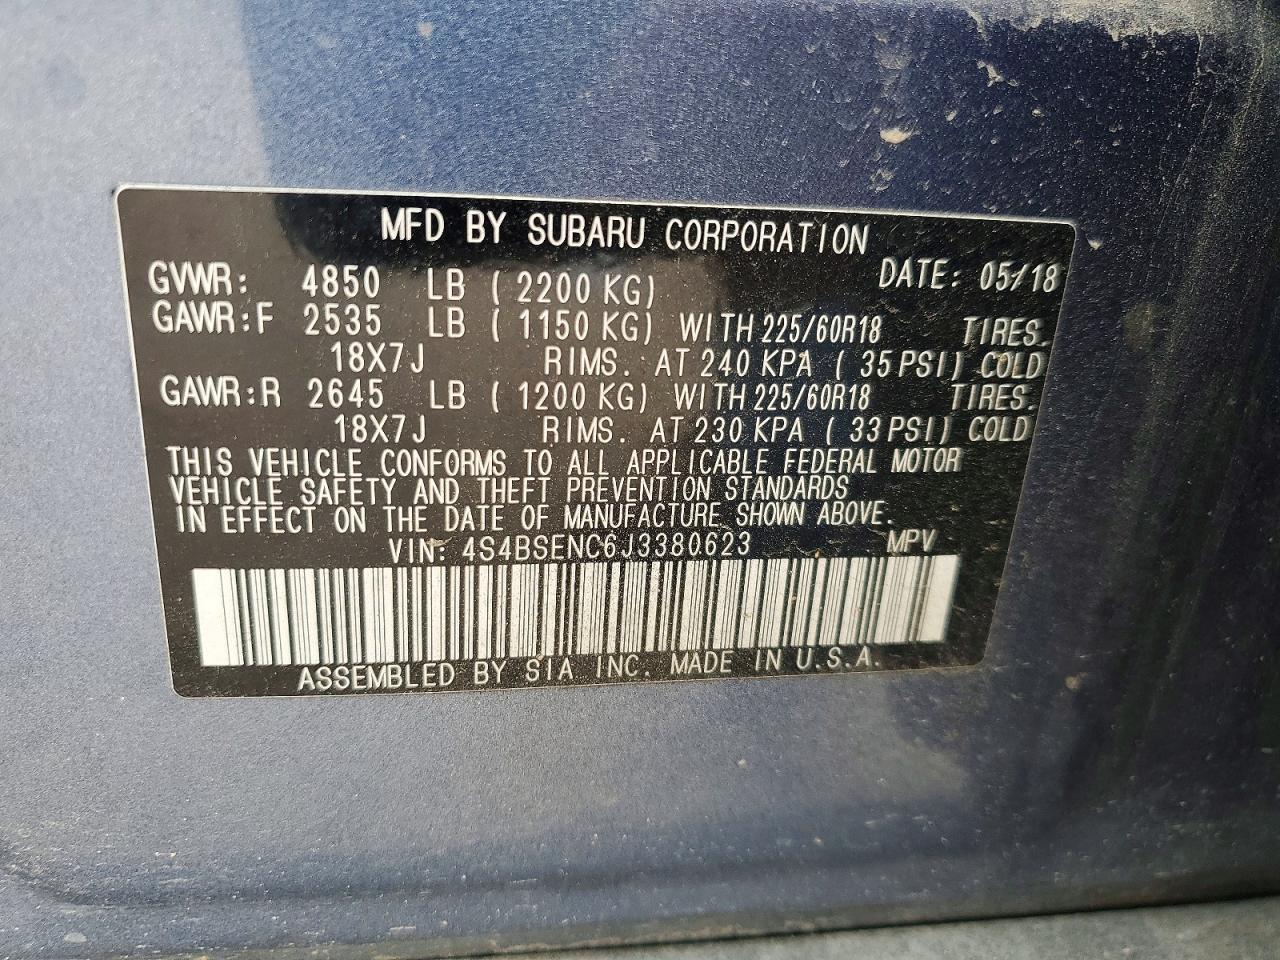 MFD BY SUBARU CORPORATION
DATE: 05/18
GVWR: 4850 LB ( 2200 KG)
GAWR:F 2535 LB ( 1150 KG) WITH 225/60R18 TIRES.
18X7J RIMS. AT 240 KPA ( 35 PSI) COLD
GAWR:R 2645 LB ( 1200 KG) WITH 225/60R18 TIRES.
18X7J RIMS. AT 230 KPA ( 33 PSI) COLD
THIS VEHICLE CONFORMS TO ALL APPLICABLE FEDERAL MOTOR
VEHICLE SAFETY AND THEFT PREVENTION STANDARDS
IN EFFECT ON THE DATE OF MANUFACTURE SHOWN ABOVE.
VIN: 4S4BSENC6J3380623 MPV
ASSEMBLED BY SIA INC. MADE IN U.S.A.